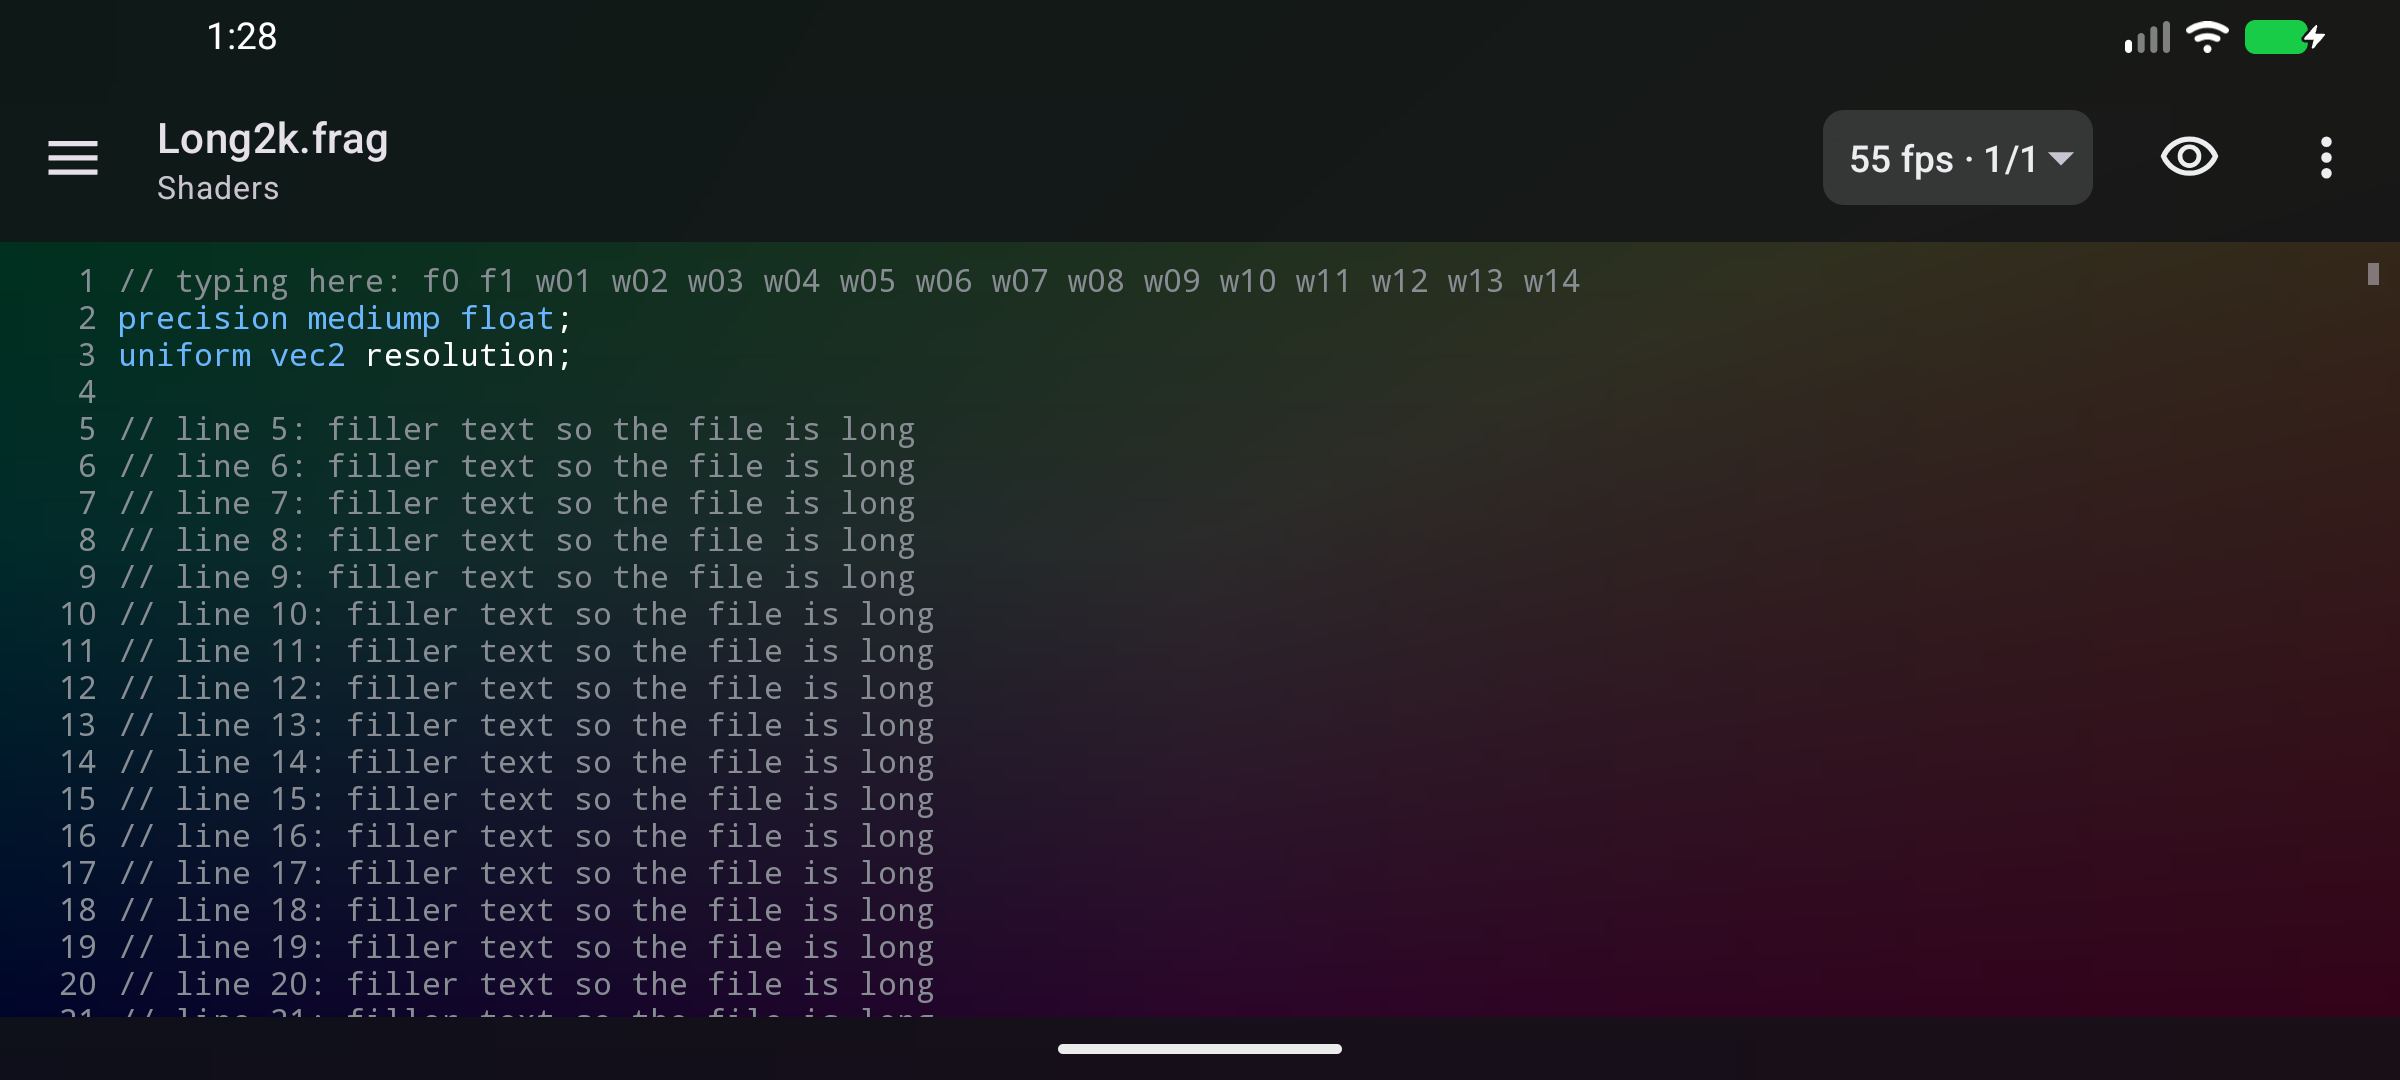 1:28
Long2k.frag
Shaders
55 fps · 1/1
1 // typing here: f0 f1 w01 w02 w03 w04 w05 w06 w07 w08 w09 w10 w11 w12 w13 w14
2 precision mediump float;
3 uniform vec2 resolution;
4
5 // line 5: filler text so the file is long
6 // line 6: filler text so the file is long
7 // line 7: filler text so the file is long
8 // line 8: filler text so the file is long
9 // line 9: filler text so the file is long
10 // line 10: filler text so the file is long
11 // line 11: filler text so the file is long
12 // line 12: filler text so the file is long
13 // line 13: filler text so the file is long
14 // line 14: filler text so the file is long
15 // line 15: filler text so the file is long
16 // line 16: filler text so the file is long
17 // line 17: filler text so the file is long
18 // line 18: filler text so the file is long
19 // line 19: filler text so the file is long
20 // line 20: filler text so the file is long
21 // line 21: filler text so the file is long